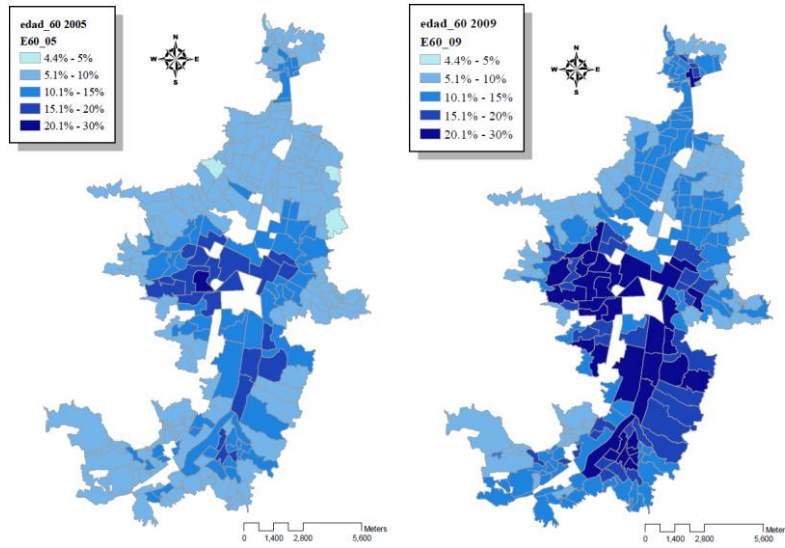 edad_60 2005
E60_05
4.4% - 5%
5.1% - 10%
10.1% - 15%
15.1% - 20%
20.1% - 30%
N
W E
S
Meters
0 1,400 2,800 5,600
edad_60 2009
E60_09
4.4% - 5%
5.1% - 10%
10.1% - 15%
15.1% - 20%
20.1% - 30%
N
W E
S
Meters
0 1,400 2,800 5,600